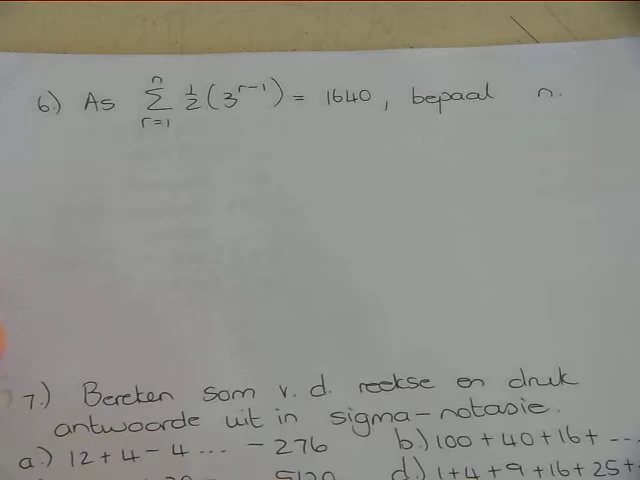 6) As ∑_{r=1}^{n} ½(3^{r-1}) = 1640, bepaal n.
7.) Bereken som v. d. reekse en druk
antwoorde uit in sigma-notasie.
a.) 12 + 4 - 4 ... - 276 b) 100 + 40 + 16 + ...
5120 d.) 1 + 4 + 9 + 16 + 25 +